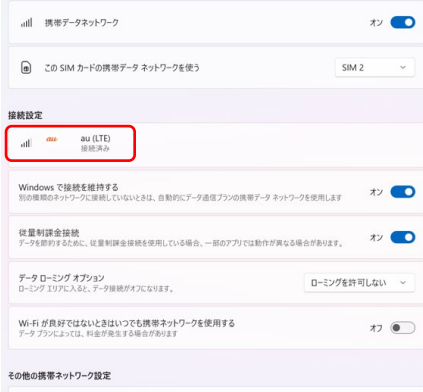 携帯データネットワーク
オン
この SIM カードの携帯データ ネットワークを使う
SIM 2
接続設定
au
au (LTE)
接続済み
Windows で接続を維持する
別の種類のネットワークに接続していないときは、自動的にデータ通信プランの携帯データ ネットワークを使用します
オン
従量制課金接続
データを節約するために、従量制課金接続を使用している場合、一部のアプリでは動作が異なる場合があります。
オン
データ ローミング オプション
ローミング エリアに入ると、データ接続がオフになります。
ローミングを許可しない
Wi-Fi が良好ではないときはいつでも携帯ネットワークを使用する
データ プランによっては、料金が発生する場合があります
オフ
その他の携帯ネットワーク設定